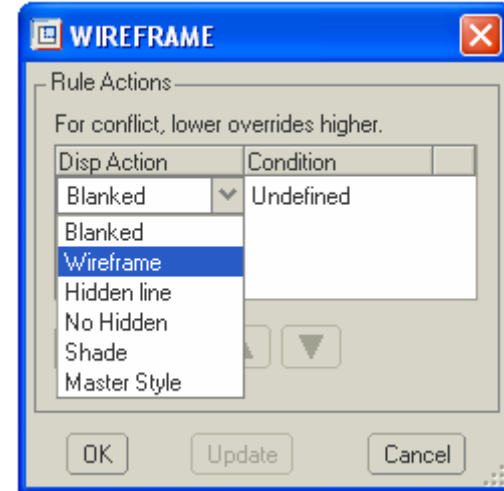 WIREFRAME
Rule Actions
For conflict, lower overrides higher.
Disp Action Condition
Blanked Undefined
Blanked
Wireframe
Hidden line
No Hidden
Shade
Master Style
OK Update Cancel